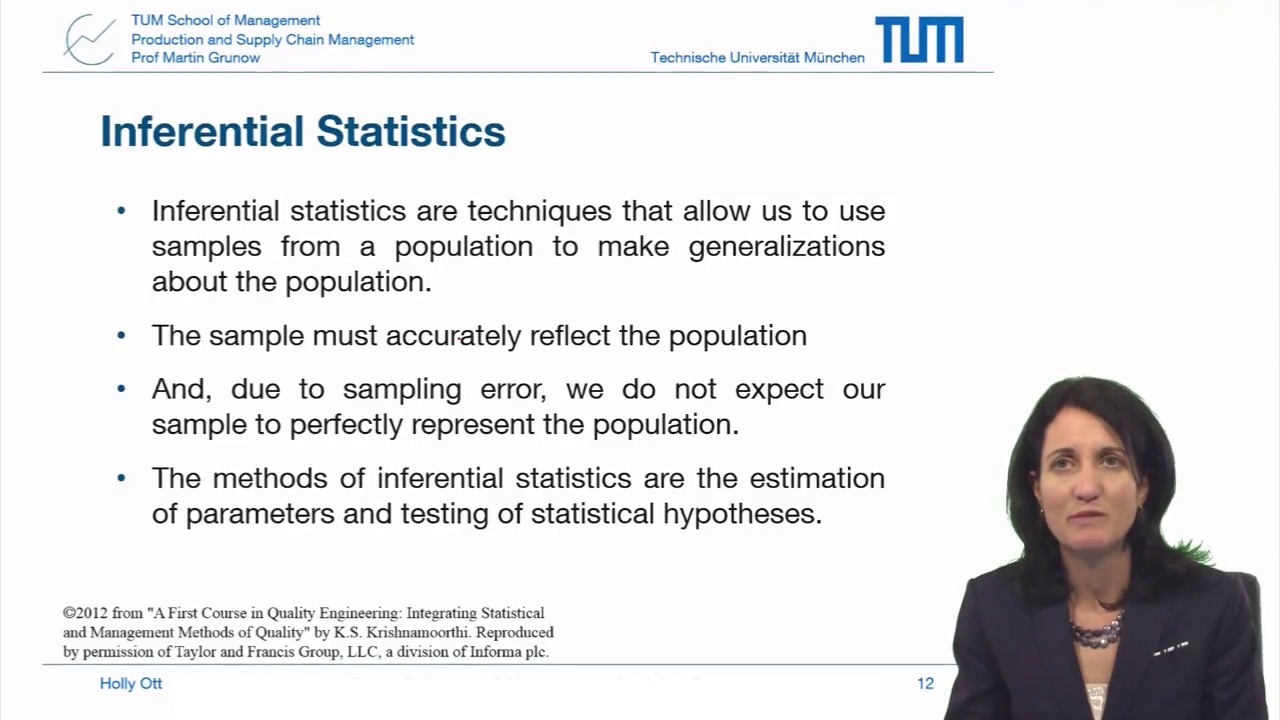 TUM School of Management
Production and Supply Chain Management
Prof Martin Grunow
Technische Universität München
TUM
Inferential Statistics
• Inferential statistics are techniques that allow us to use
samples from a population to make generalizations
about the population.
• The sample must accurately reflect the population
• And, due to sampling error, we do not expect our
sample to perfectly represent the population.
• The methods of inferential statistics are the estimation
of parameters and testing of statistical hypotheses.
©2012 from "A First Course in Quality Engineering: Integrating Statistical
and Management Methods of Quality" by K.S. Krishnamoorthi. Reproduced
by permission of Taylor and Francis Group, LLC, a division of Informa plc.
Holly Ott
12